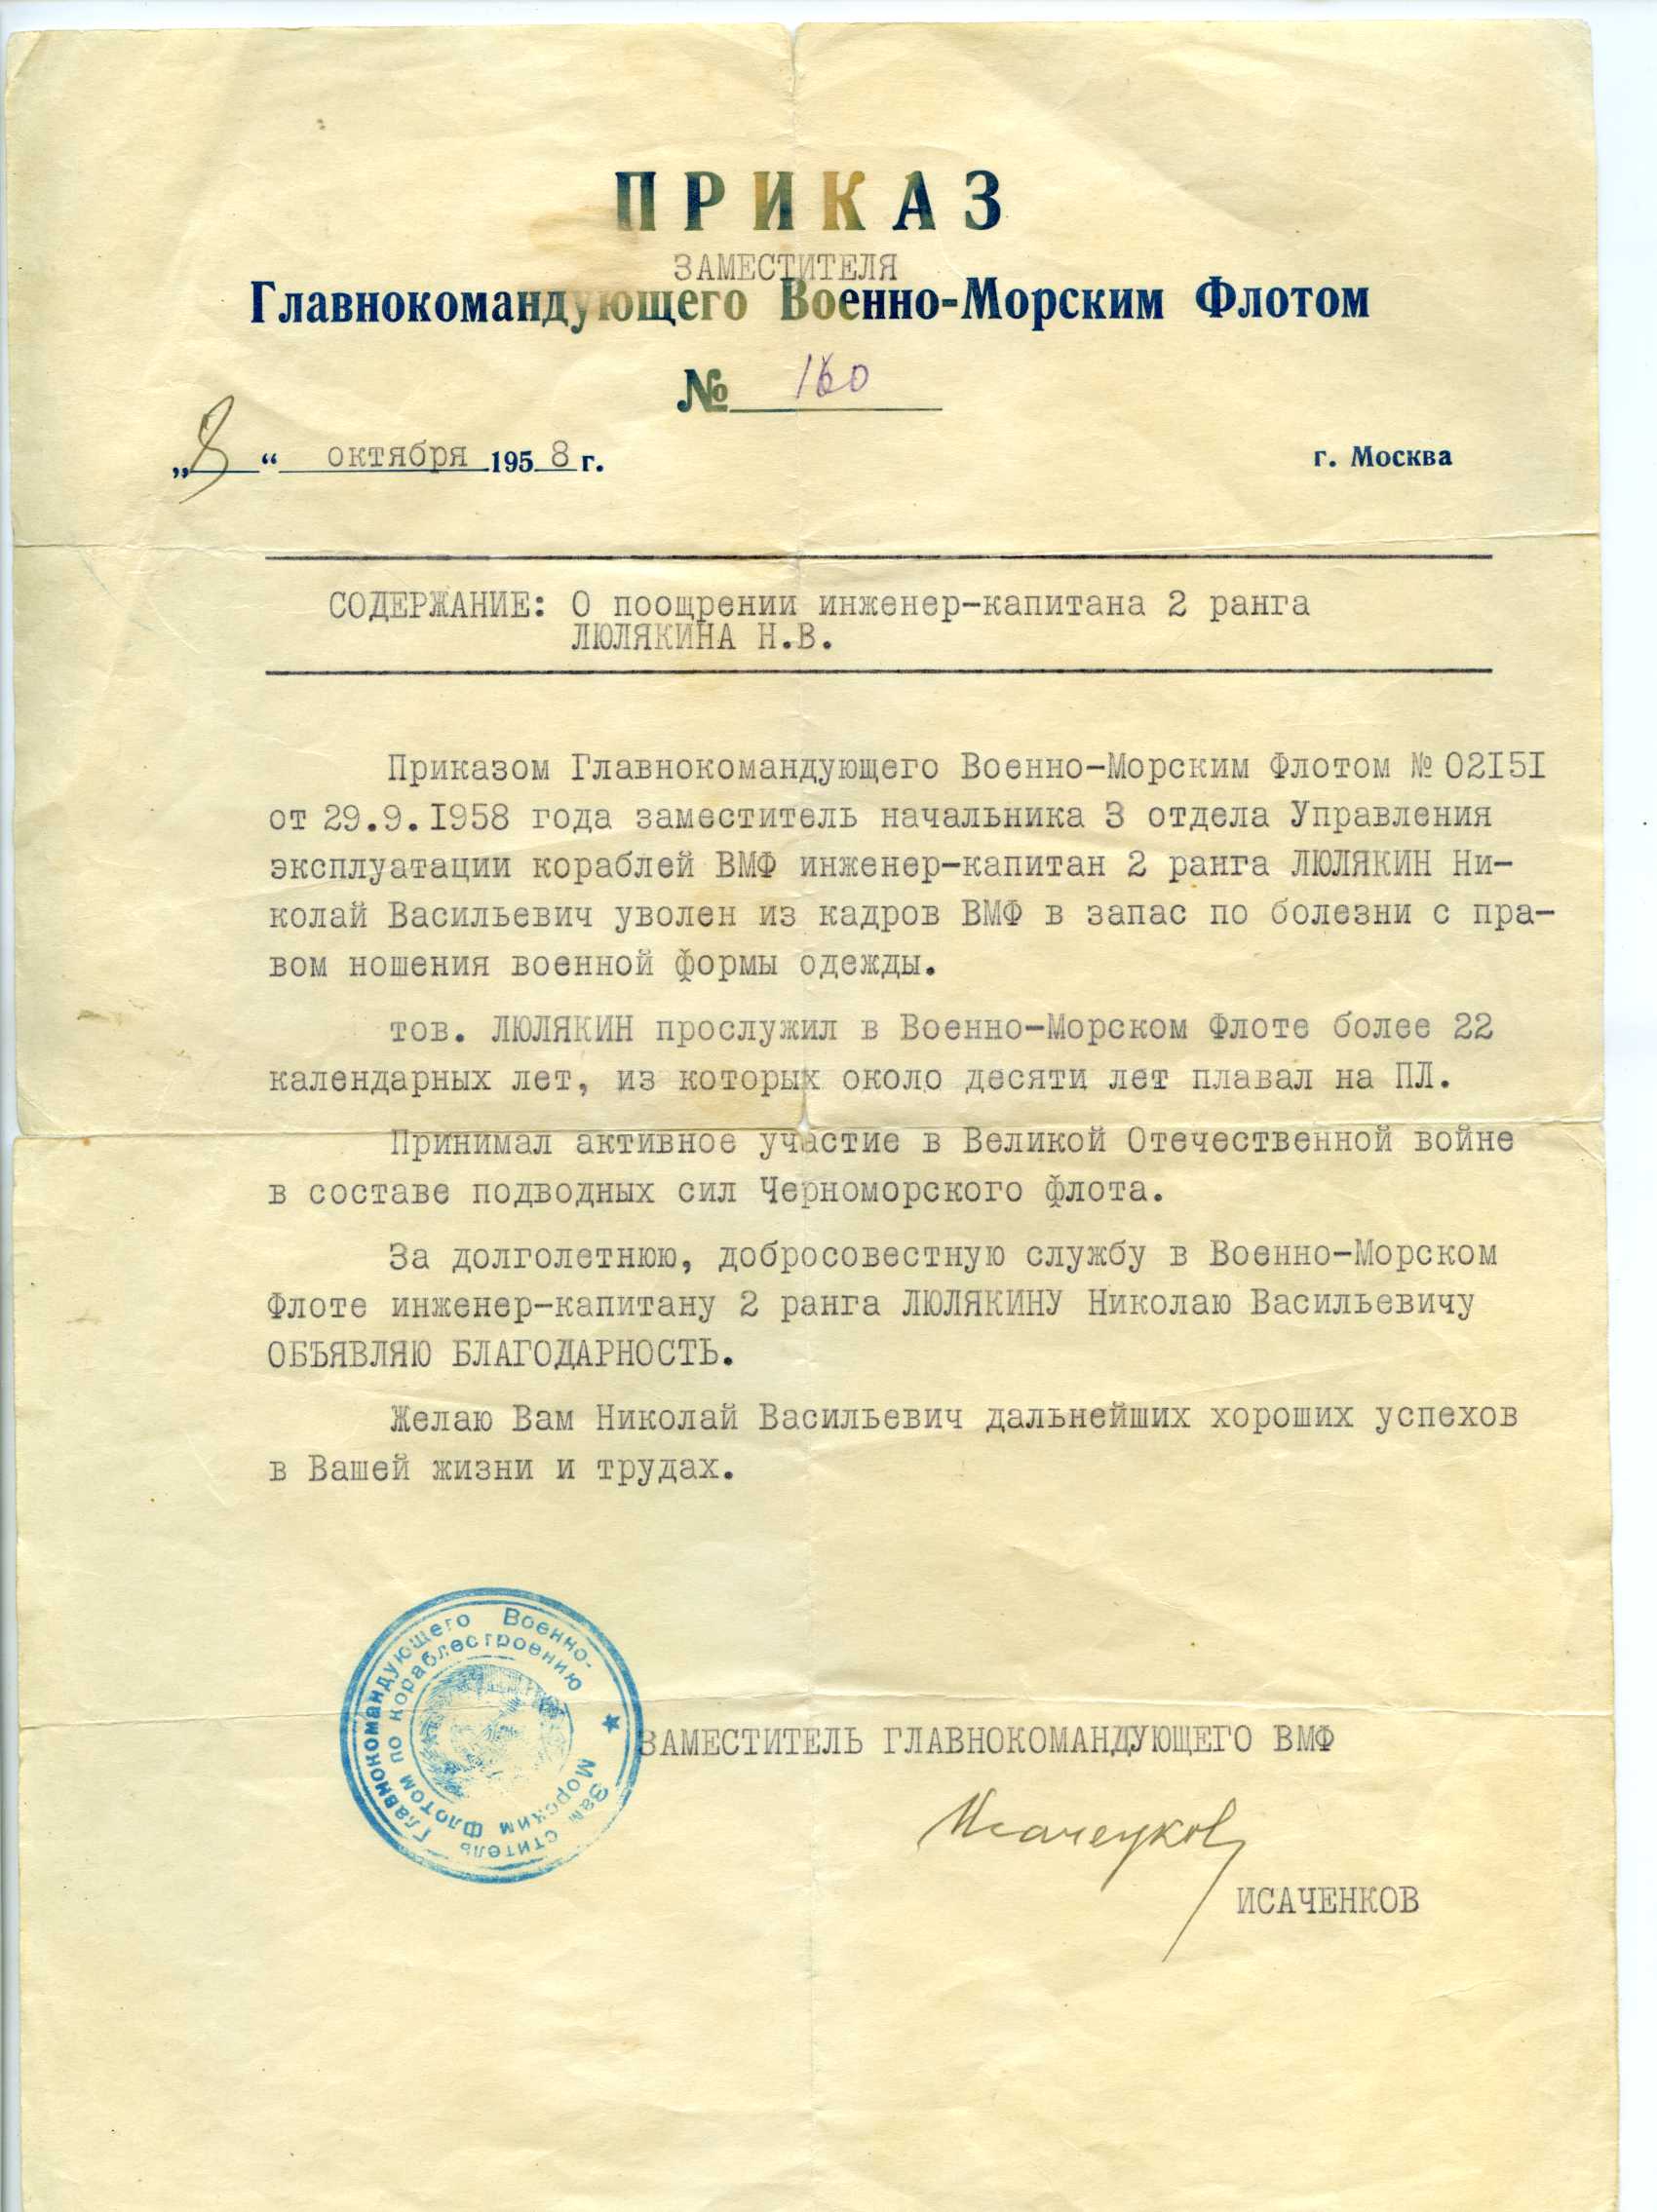 ПРИКАЗ
ЗАМЕСТИТЕЛЯ
Главнокомандующего Военно-Морским Флотом
№ 160
„8“ октября 1958 г.
г. Москва
СОДЕРЖАНИЕ: О поощрении инженер-капитана 2 ранга
ЛЮЛЯКИНА Н.В.
Приказом Главнокомандующего Военно-Морским Флотом № 02I5I
от 29.9.I958 года заместитель начальника 3 отдела Управления
эксплуатации кораблей ВМФ инженер-капитан 2 ранга ЛЮЛЯКИН Ни-
колай Васильевич уволен из кадров ВМФ в запас по болезни с пра-
вом ношения военной формы одежды.
тов. ЛЮЛЯКИН прослужил в Военно-Морском Флоте более 22
календарных лет, из которых около десяти лет плавал на ПЛ.
Принимал активное участие в Великой Отечественной войне
в составе подводных сил Черноморского флота.
За долголетнюю, добросовестную службу в Военно-Морском
Флоте инженер-капитану 2 ранга ЛЮЛЯКИНУ Николаю Васильевичу
ОБЪЯВЛЯЮ БЛАГОДАРНОСТЬ.
Желаю Вам Николай Васильевич дальнейших хороших успехов
в Вашей жизни и трудах.
Заместитель Главнокомандующего Военно-
Морским Флотом по кораблестроению
ЗАМЕСТИТЕЛЬ ГЛАВНОКОМАНДУЮЩЕГО ВМФ
Исаченков
ИСАЧЕНКОВ